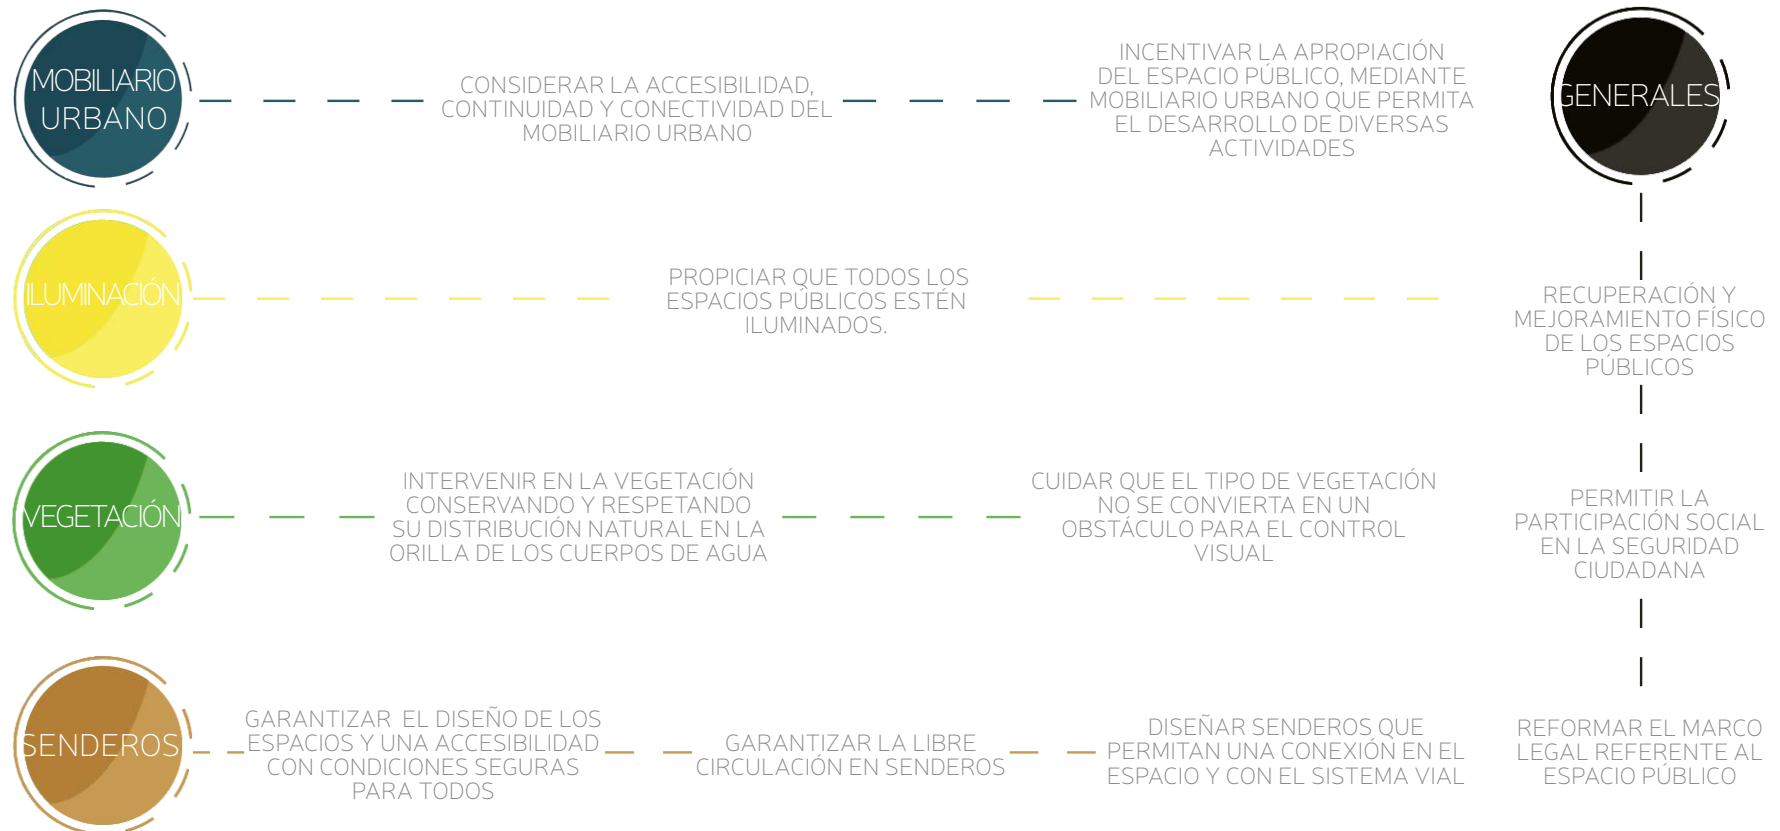 MOBILIARIO
URBANO
CONSIDERAR LA ACCESIBILIDAD,
CONTINUIDAD Y CONECTIVIDAD DEL
MOBILIARIO URBANO
INCENTIVAR LA APROPIACIÓN
DEL ESPACIO PÚBLICO, MEDIANTE
MOBILIARIO URBANO QUE PERMITA
EL DESARROLLO DE DIVERSAS
ACTIVIDADES
ILUMINACIÓN
PROPICIAR QUE TODOS LOS
ESPACIOS PÚBLICOS ESTÉN
ILUMINADOS.
VEGETACIÓN
INTERVENIR EN LA VEGETACIÓN
CONSERVANDO Y RESPETANDO
SU DISTRIBUCIÓN NATURAL EN LA
ORILLA DE LOS CUERPOS DE AGUA
CUIDAR QUE EL TIPO DE VEGETACIÓN
NO SE CONVIERTA EN UN
OBSTÁCULO PARA EL CONTROL
VISUAL
SENDEROS
GARANTIZAR EL DISEÑO DE LOS
ESPACIOS Y UNA ACCESIBILIDAD
CON CONDICIONES SEGURAS
PARA TODOS
GARANTIZAR LA LIBRE
CIRCULACIÓN EN SENDEROS
DISEÑAR SENDEROS QUE
PERMITAN UNA CONEXIÓN EN EL
ESPACIO Y CON EL SISTEMA VIAL
GENERALES
RECUPERACIÓN Y
MEJORAMIENTO FÍSICO
DE LOS ESPACIOS
PÚBLICOS
PERMITIR LA
PARTICIPACIÓN SOCIAL
EN LA SEGURIDAD
CIUDADANA
REFORMAR EL MARCO
LEGAL REFERENTE AL
ESPACIO PÚBLICO